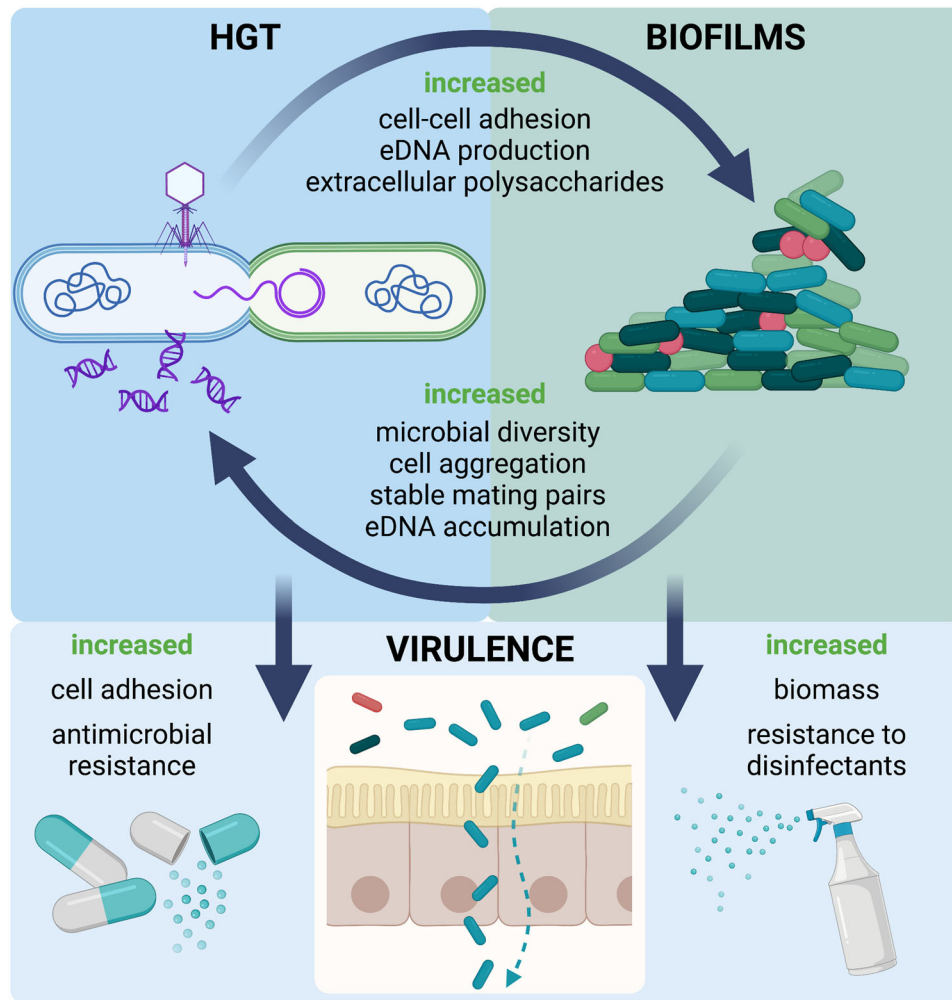 HGT
BIOFILMS
increased
cell-cell adhesion
eDNA production
extracellular polysaccharides
increased
microbial diversity
cell aggregation
stable mating pairs
eDNA accumulation
increased
cell adhesion
antimicrobial
resistance
VIRULENCE
increased
biomass
resistance to
disinfectants